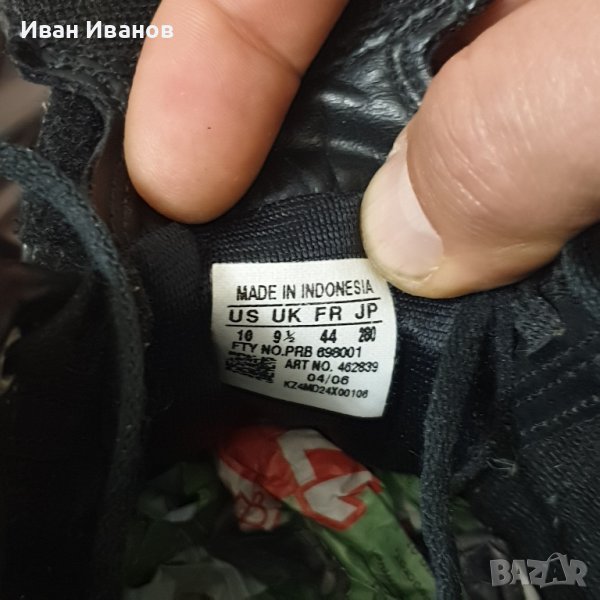 Иван Иванов
MADE IN INDONESIA
US UK FR JP
10 9½ 44 280
FTY NO.PRB 698001
ART NO. 462839
04/06
KZ4MD24X00106
BAZAR